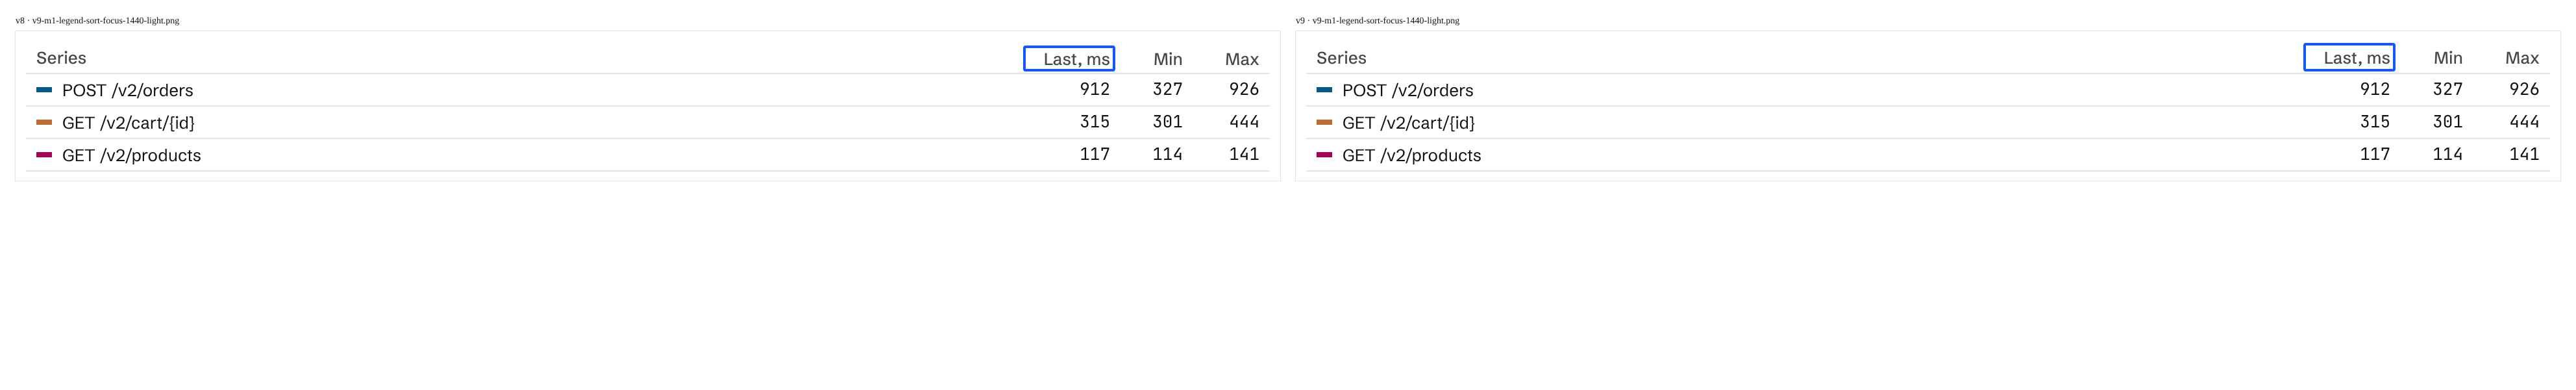 v8 · v9-m1-legend-sort-focus-1440-light.png
Series Last, ms Min Max
POST /v2/orders 912 327 926
GET /v2/cart/{id} 315 301 444
GET /v2/products 117 114 141
v9 · v9-m1-legend-sort-focus-1440-light.png
Series Last, ms Min Max
POST /v2/orders 912 327 926
GET /v2/cart/{id} 315 301 444
GET /v2/products 117 114 141